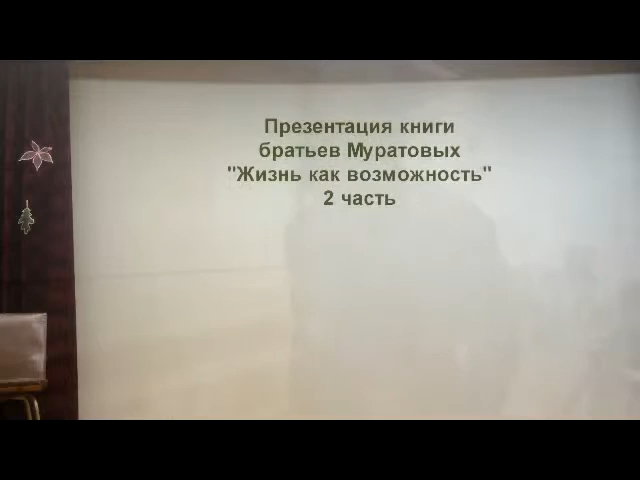 Презентация книги
братьев Муратовых
"Жизнь как возможность"
2 часть